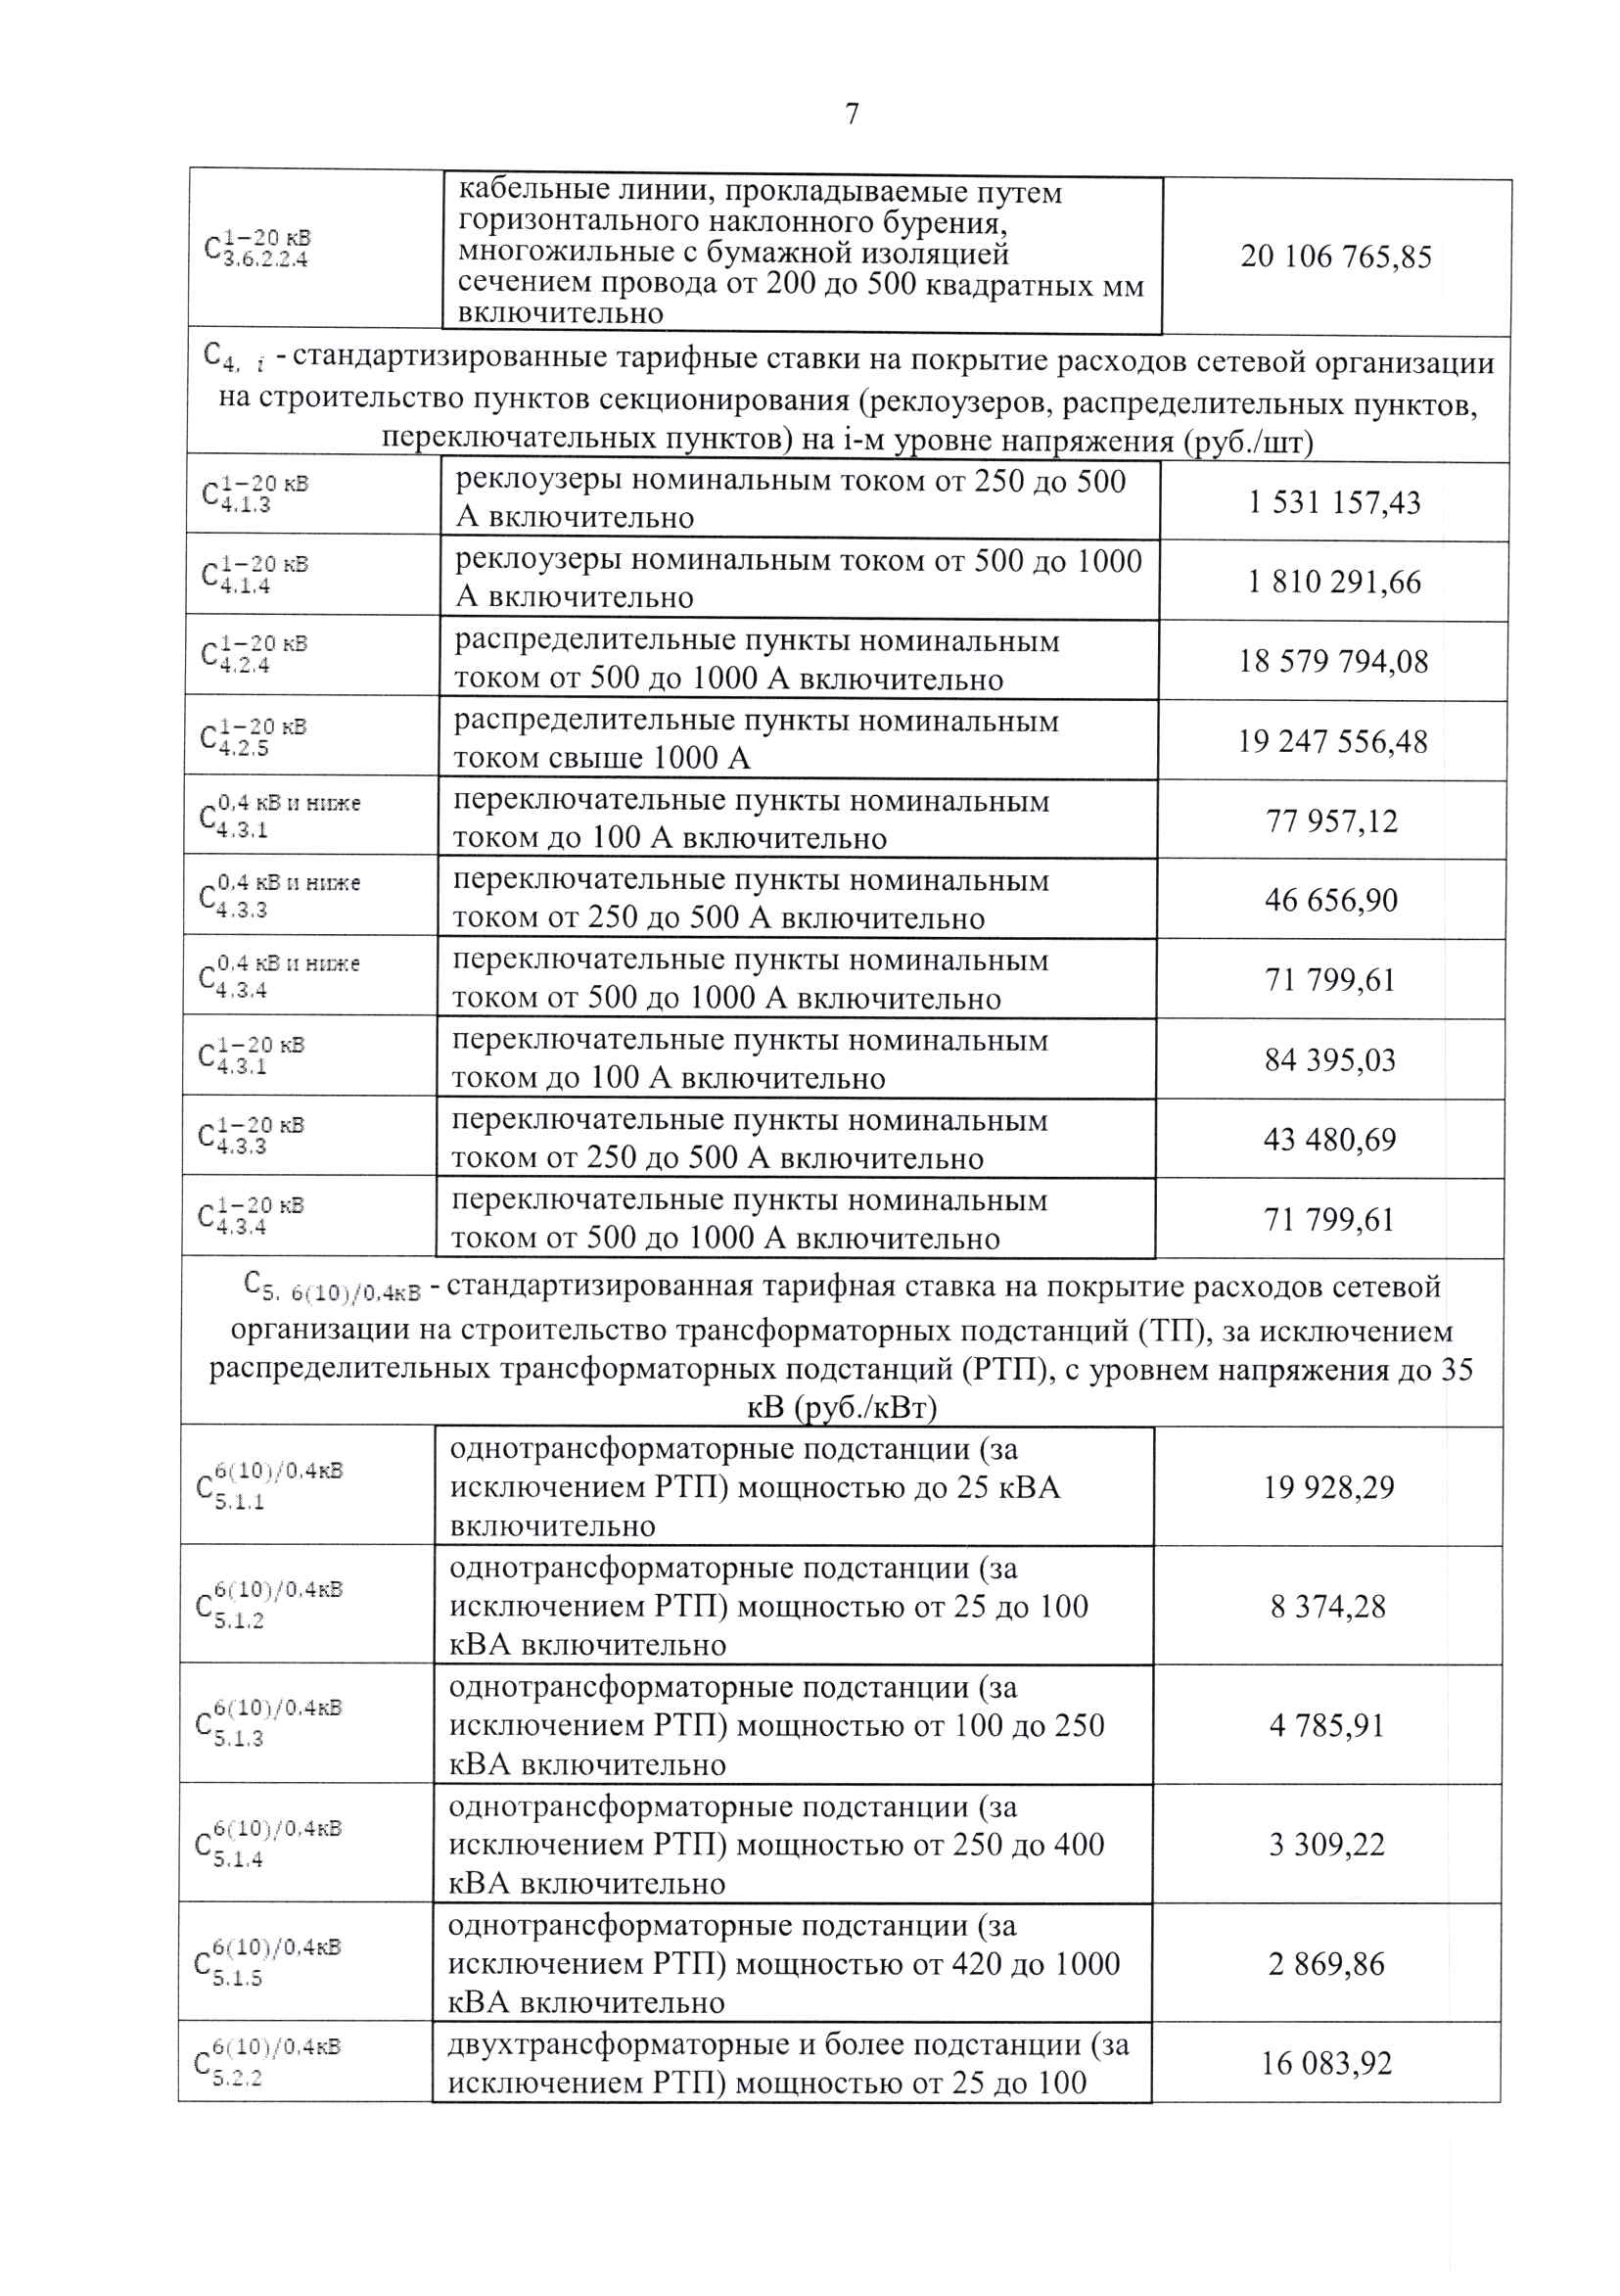 7
кабельные линии, прокладываемые путем
горизонтального наклонного бурения,
С 1–20 кВ 3.6.2.2.4 многожильные с бумажной изоляцией 20 106 765,85
сечением провода от 200 до 500 квадратных мм
включительно
С4, i - стандартизированные тарифные ставки на покрытие расходов сетевой организации
на строительство пунктов секционирования (реклоузеров, распределительных пунктов,
переключательных пунктов) на i-м уровне напряжения (руб./шт)
С 1–20 кВ 4.1.3 реклоузеры номинальным током от 250 до 500 1 531 157,43
А включительно
С 1–20 кВ 4.1.4 реклоузеры номинальным током от 500 до 1000 1 810 291,66
А включительно
С 1–20 кВ 4.2.4 распределительные пункты номинальным 18 579 794,08
током от 500 до 1000 А включительно
С 1–20 кВ 4.2.5 распределительные пункты номинальным 19 247 556,48
током свыше 1000 А
С 0,4 кВ и ниже 4.3.1 переключательные пункты номинальным 77 957,12
током до 100 А включительно
С 0,4 кВ и ниже 4.3.3 переключательные пункты номинальным 46 656,90
током от 250 до 500 А включительно
С 0,4 кВ и ниже 4.3.4 переключательные пункты номинальным 71 799,61
током от 500 до 1000 А включительно
С 1–20 кВ 4.3.1 переключательные пункты номинальным 84 395,03
током до 100 А включительно
С 1–20 кВ 4.3.3 переключательные пункты номинальным 43 480,69
током от 250 до 500 А включительно
С 1–20 кВ 4.3.4 переключательные пункты номинальным 71 799,61
током от 500 до 1000 А включительно
С5, 6(10)/0,4кВ - стандартизированная тарифная ставка на покрытие расходов сетевой
организации на строительство трансформаторных подстанций (ТП), за исключением
распределительных трансформаторных подстанций (РТП), с уровнем напряжения до 35
кВ (руб./кВт)
однотрансформаторные подстанции (за
С 6(10)/0,4кВ 5.1.1 исключением РТП) мощностью до 25 кВА 19 928,29
включительно
однотрансформаторные подстанции (за
С 6(10)/0,4кВ 5.1.2 исключением РТП) мощностью от 25 до 100 8 374,28
кВА включительно
однотрансформаторные подстанции (за
С 6(10)/0,4кВ 5.1.3 исключением РТП) мощностью от 100 до 250 4 785,91
кВА включительно
однотрансформаторные подстанции (за
С 6(10)/0,4кВ 5.1.4 исключением РТП) мощностью от 250 до 400 3 309,22
кВА включительно
однотрансформаторные подстанции (за
С 6(10)/0,4кВ 5.1.5 исключением РТП) мощностью от 420 до 1000 2 869,86
кВА включительно
С 6(10)/0,4кВ 5.2.2 двухтрансформаторные и более подстанции (за 16 083,92
исключением РТП) мощностью от 25 до 100